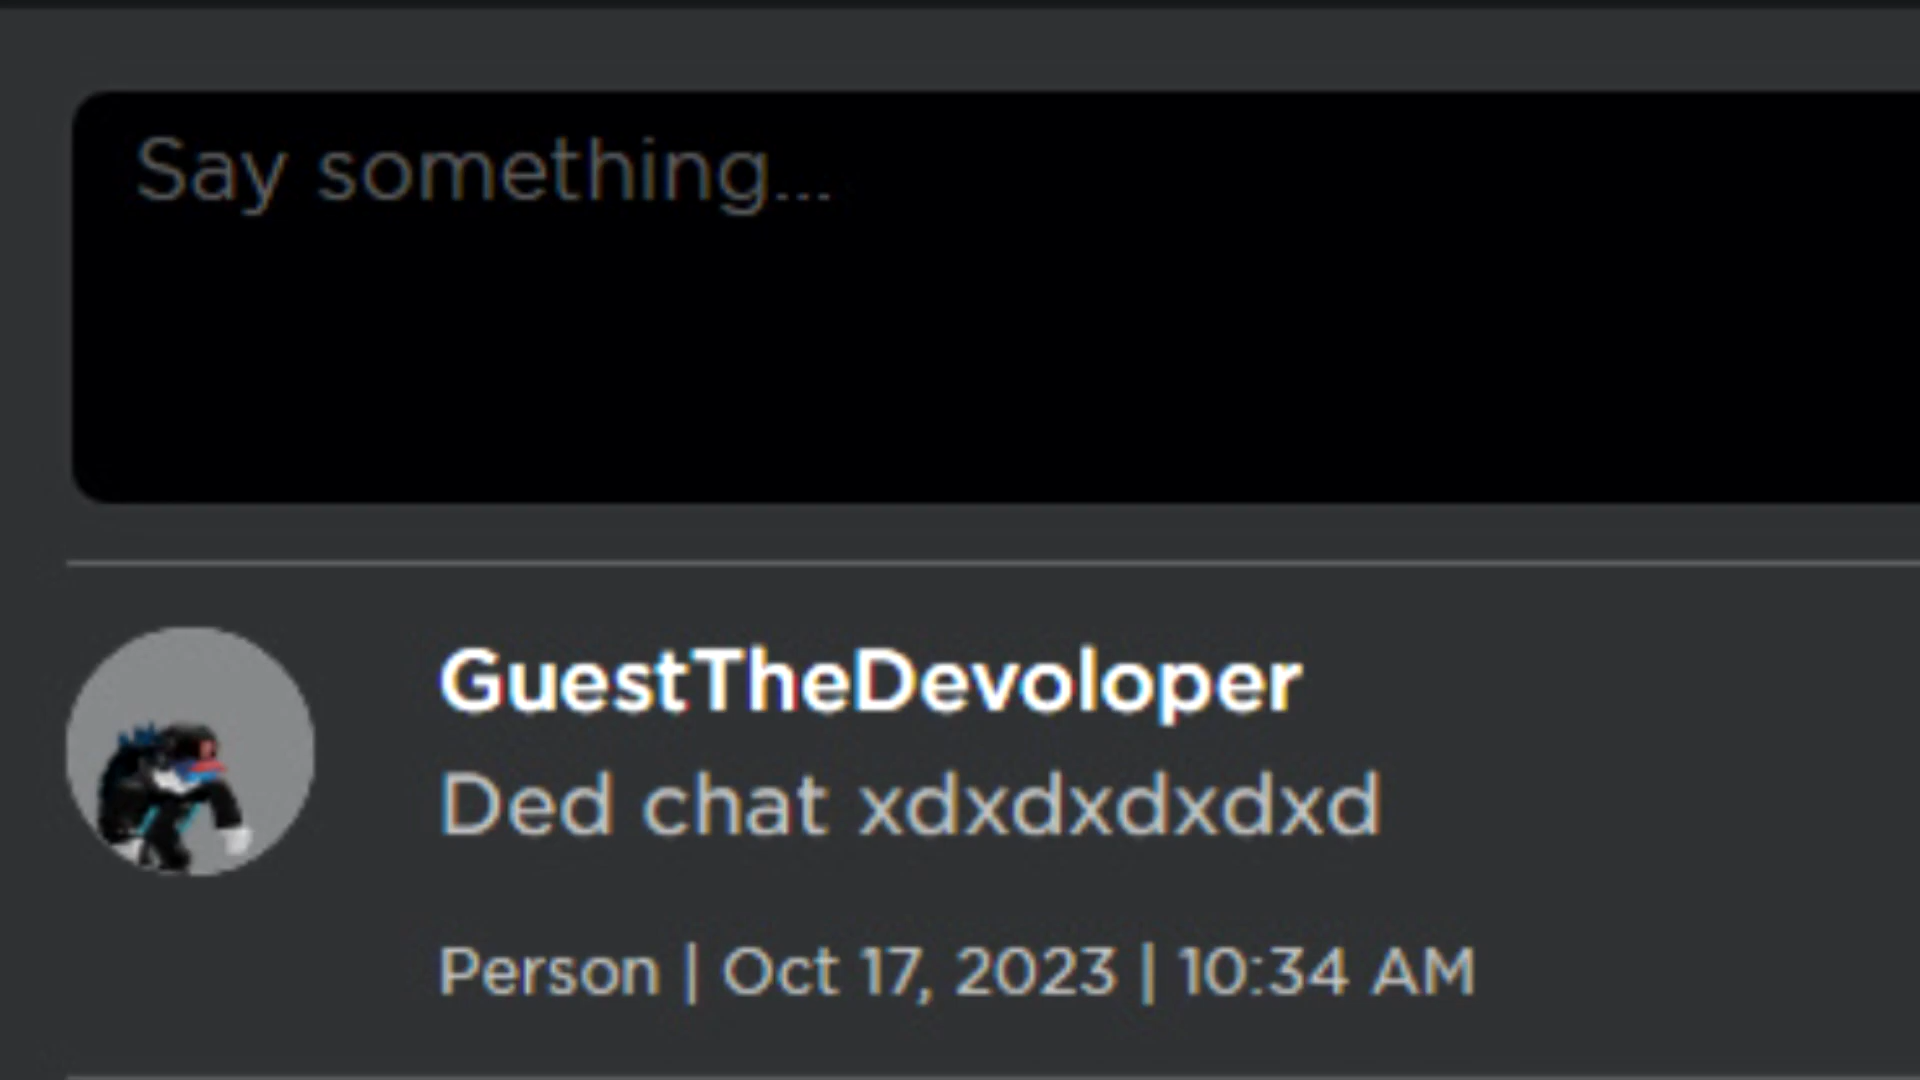 Say something...
GuestTheDevoloper
Ded chat xdxdxdxdxd
Person | Oct 17, 2023 | 10:34 AM